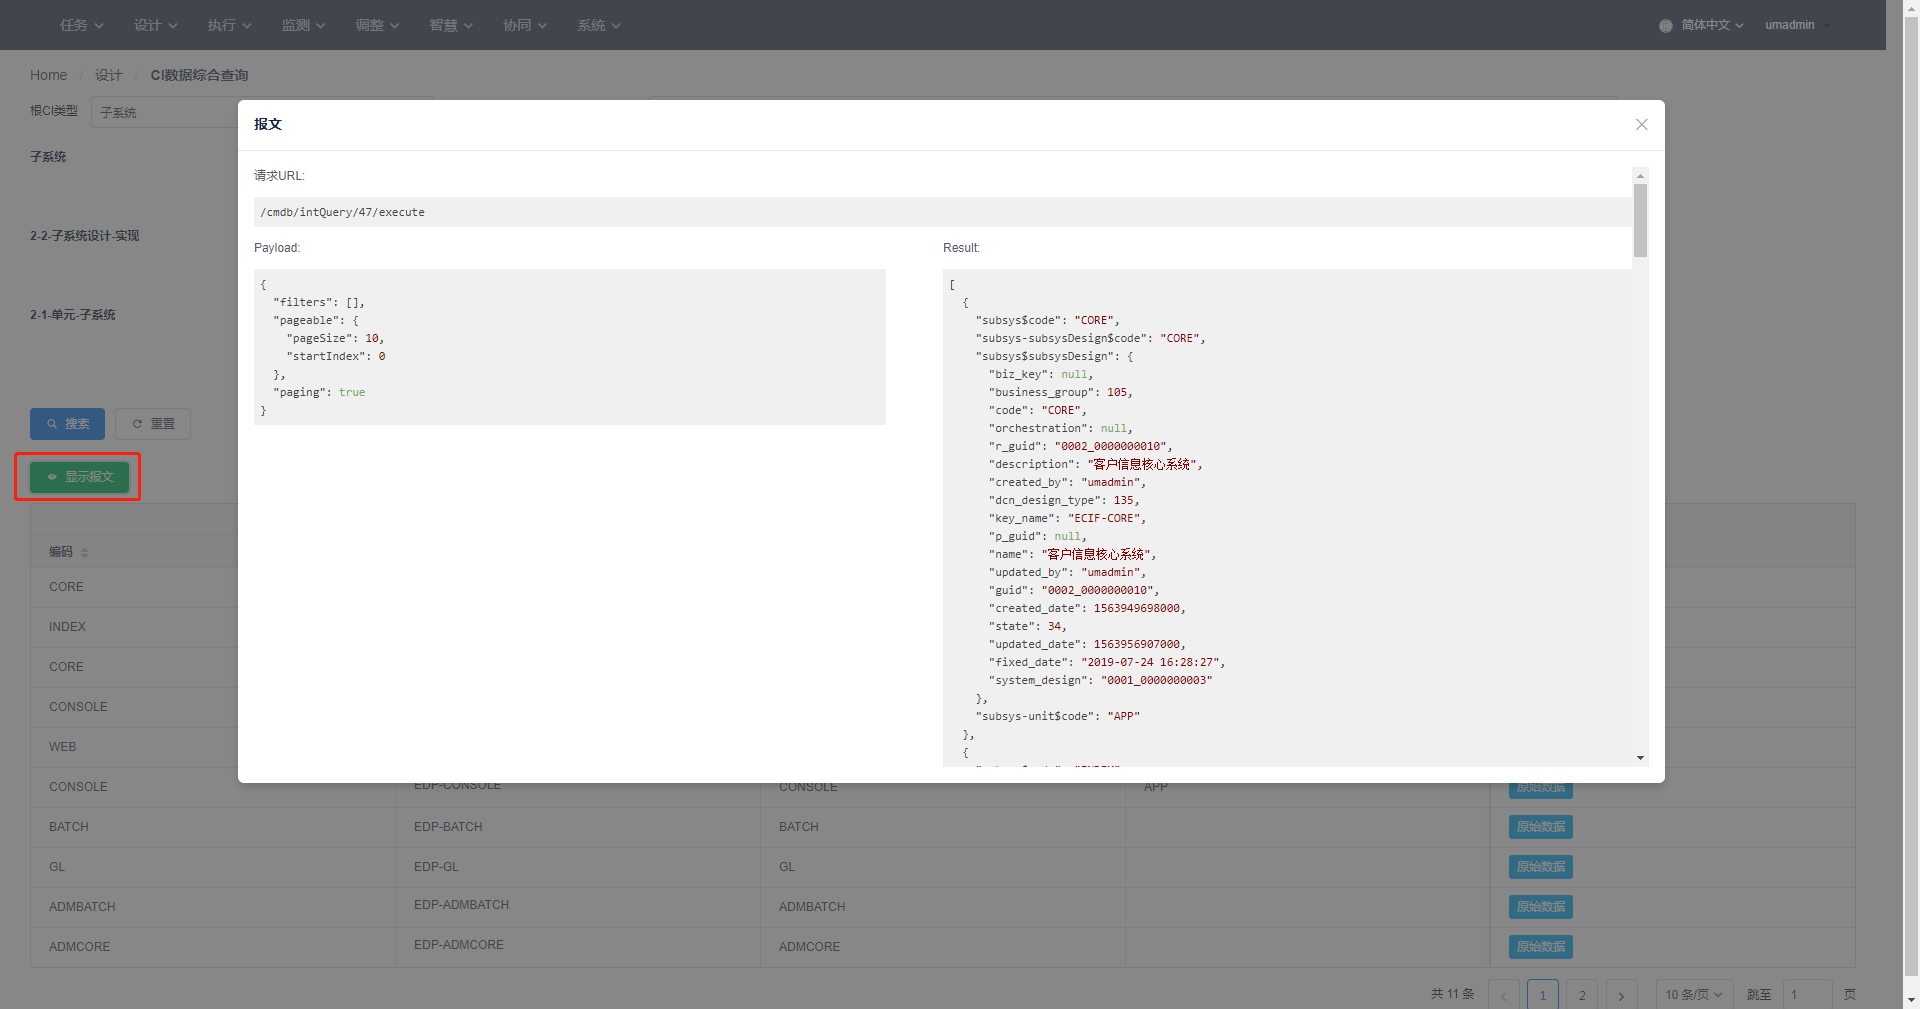 任务 设计 执行 监测 调整 智慧 协同 系统 简体中文 umadmin
Home / 设计 / CI数据综合查询
根CI类型 子系统
报文
子系统
请求URL:
/cmdb/intQuery/47/execute
2-2-子系统设计-实现
Payload: Result:
{
  "filters": [],
  "pageable": {
    "pageSize": 10,
    "startIndex": 0
  },
  "paging": true
}
[
  {
    "subsys$code": "CORE",
    "subsys-subsysDesign$code": "CORE",
    "subsys$subsysDesign": {
      "biz_key": null,
      "business_group": 105,
      "code": "CORE",
      "orchestration": null,
      "r_guid": "0002_0000000010",
      "description": "客户信息核心系统",
      "created_by": "umadmin",
      "dcn_design_type": 135,
      "key_name": "ECIF-CORE",
      "p_guid": null,
      "name": "客户信息核心系统",
      "updated_by": "umadmin",
      "guid": "0002_0000000010",
      "created_date": 1563949698000,
      "state": 34,
      "updated_date": 1563956907000,
      "fixed_date": "2019-07-24 16:28:27",
      "system_design": "0001_0000000003"
    },
    "subsys-unit$code": "APP"
  },
  {
2-1-单元-子系统
搜索 重置
显示报文
编码
CORE
INDEX
CORE
CONSOLE
WEB
CONSOLE EDP-CONSOLE CONSOLE APP 原始数据
BATCH EDP-BATCH BATCH 原始数据
GL EDP-GL GL 原始数据
ADMBATCH EDP-ADMBATCH ADMBATCH 原始数据
ADMCORE EDP-ADMCORE ADMCORE 原始数据
共 11 条 1 2 10 条/页 跳至 1 页